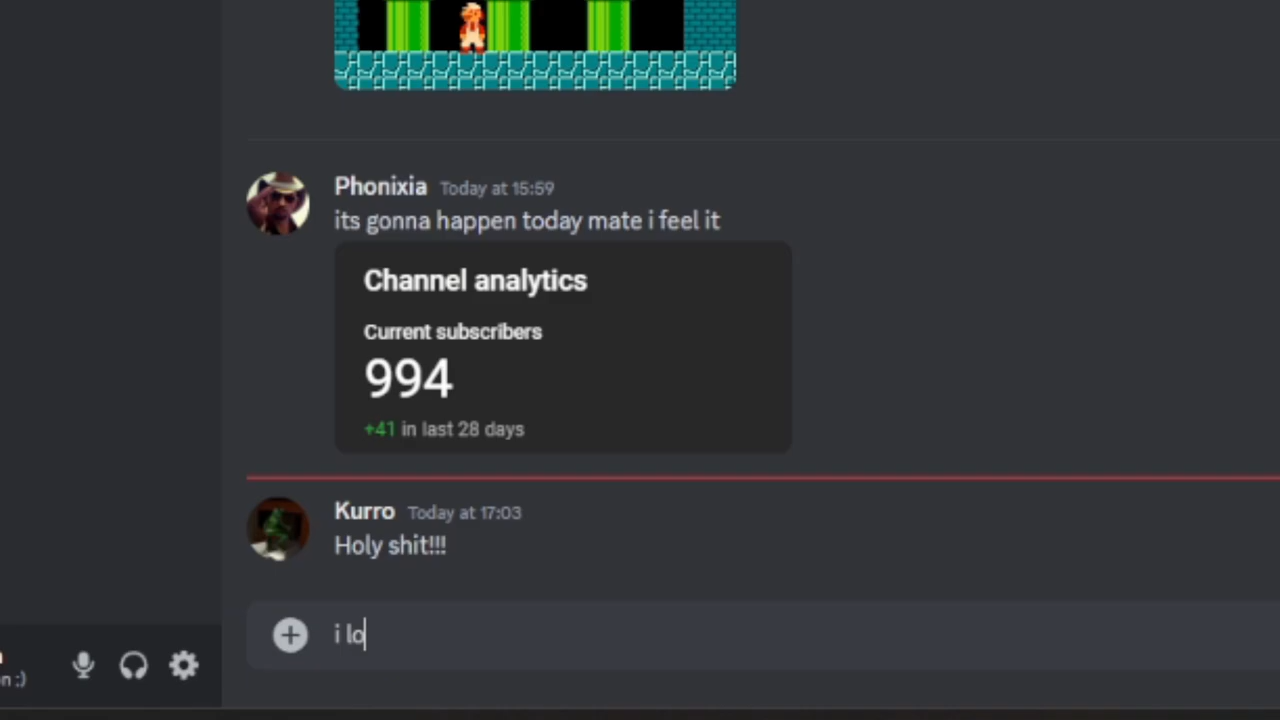 Phonixia Today at 15:59
its gonna happen today mate i feel it
Channel analytics
Current subscribers
994
+41 in last 28 days
Kurro Today at 17:03
Holy shit!!!
i lo
n :)